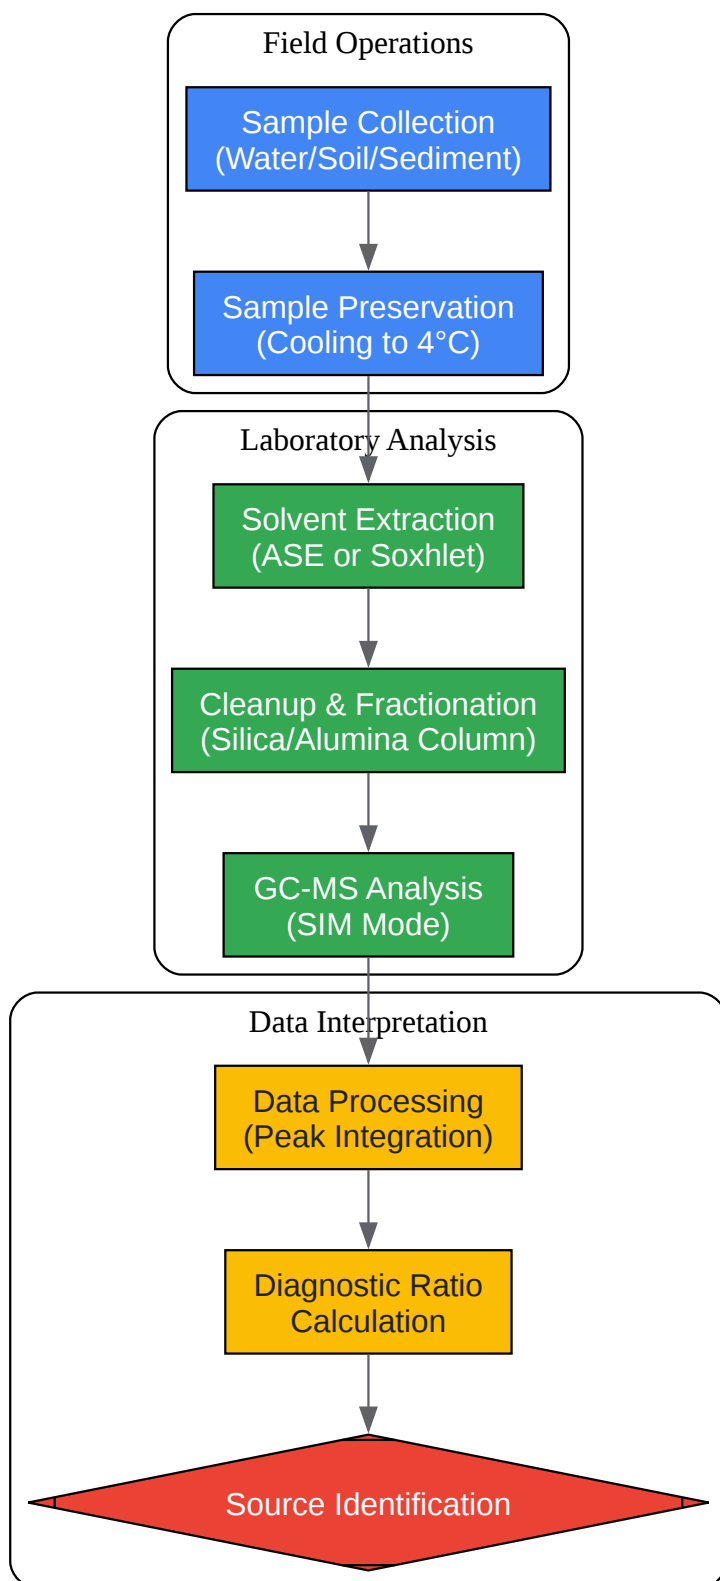 Field Operations
Sample Collection
(Water/Soil/Sediment)
Sample Preservation
(Cooling to 4°C)
Laboratory Analysis
Solvent Extraction
(ASE or Soxhlet)
Cleanup & Fractionation
(Silica/Alumina Column)
GC-MS Analysis
(SIM Mode)
Data Interpretation
Data Processing
(Peak Integration)
Diagnostic Ratio
Calculation
Source Identification